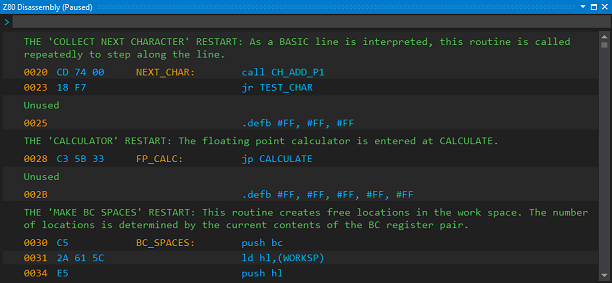 Z80 Disassembly (Paused)
>
THE 'COLLECT NEXT CHARACTER' RESTART: As a BASIC line is interpreted, this routine is called
repeatedly to step along the line.
0020 CD 74 00 NEXT_CHAR: call CH_ADD_P1
0023 18 F7 jr TEST_CHAR
Unused
0025 .defb #FF, #FF, #FF
THE 'CALCULATOR' RESTART: The floating point calculator is entered at CALCULATE.
0028 C3 5B 33 FP_CALC: jp CALCULATE
Unused
002B .defb #FF, #FF, #FF, #FF, #FF
THE 'MAKE BC SPACES' RESTART: This routine creates free locations in the work space. The number
of locations is determined by the current contents of the BC register pair.
0030 C5 BC_SPACES: push bc
0031 2A 61 5C ld hl,(WORKSP)
0034 E5 push hl